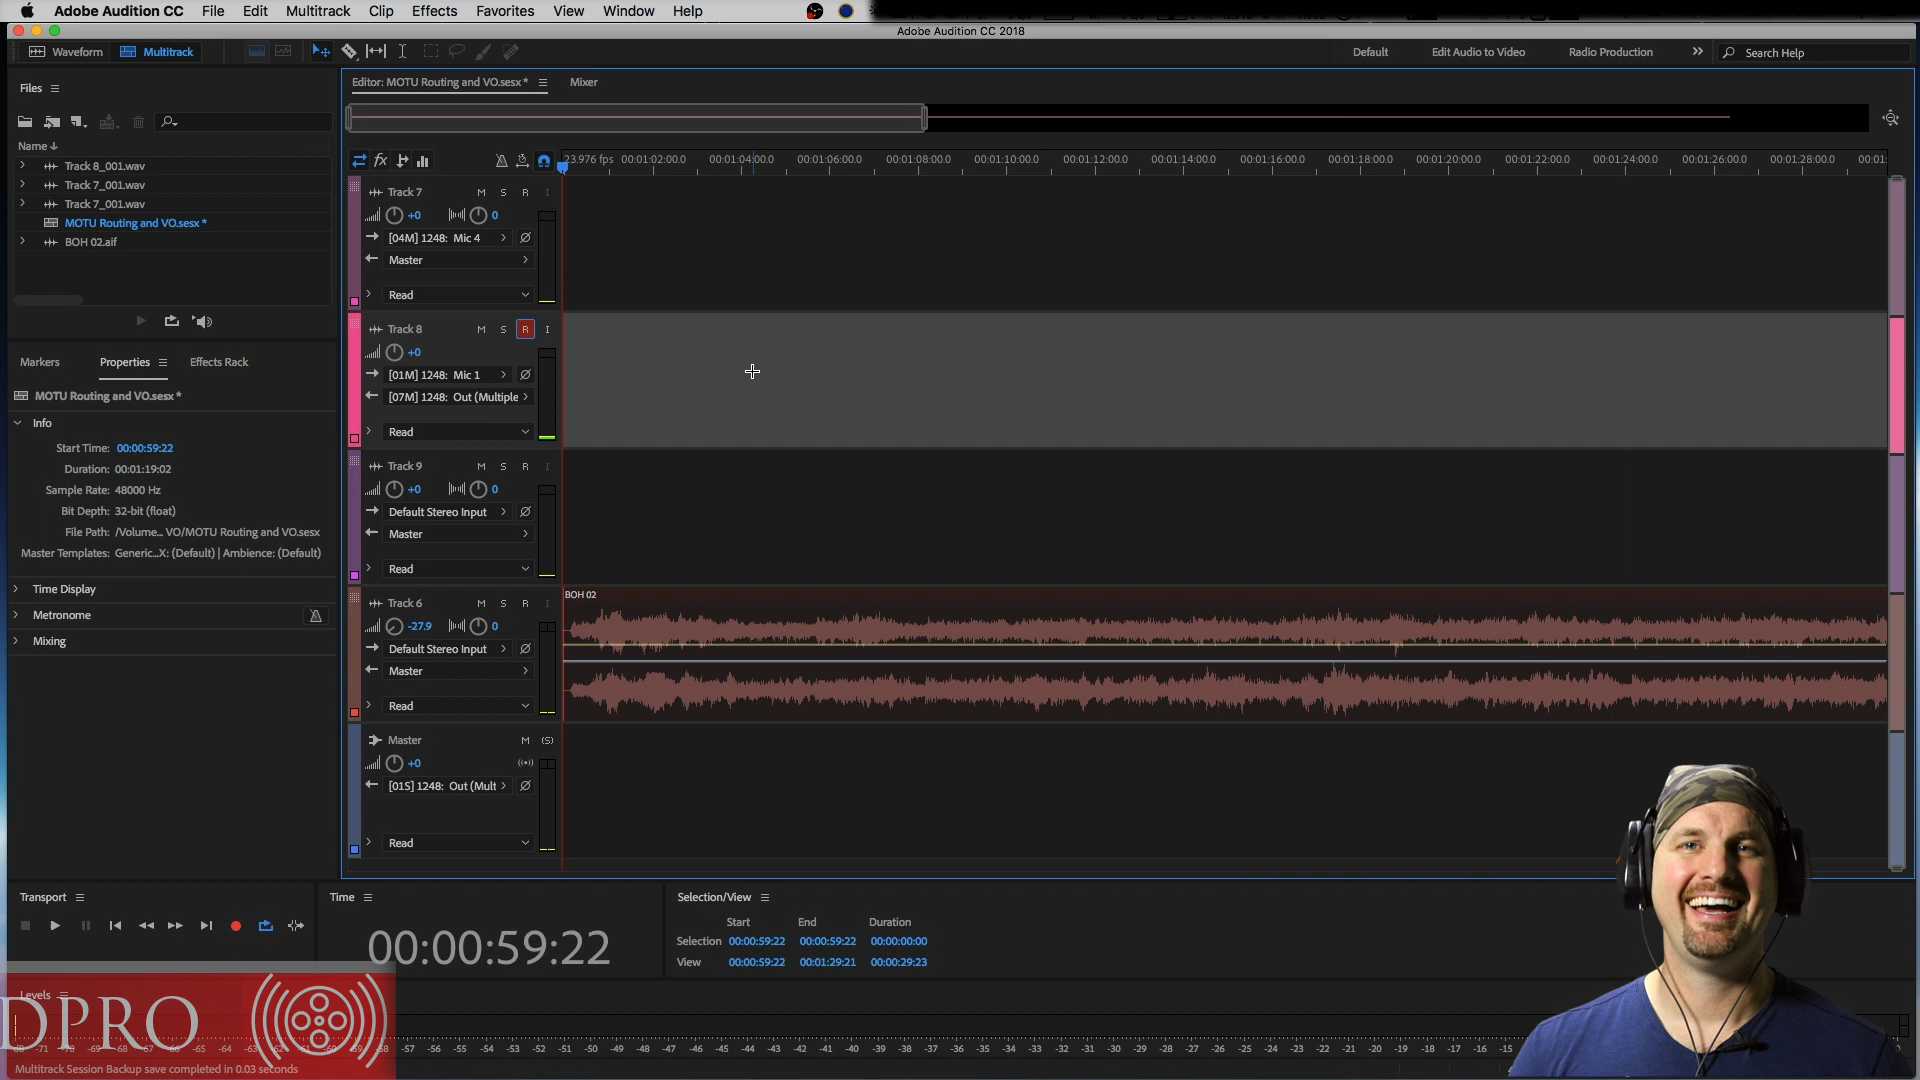 Adobe Audition CC File Edit Multitrack Clip Effects Favorites View Window Help
Adobe Audition CC 2018
Waveform Multitrack Default Edit Audio to Video Radio Production Search Help
Files
Editor: MOTU Routing and VO.sesx * Mixer
Name
Track 8_001.wav
Track 7_001.wav
Track 7_001.wav
MOTU Routing and VO.sesx *
BOH 02.aif
23.976 fps 00:01:02:00.0 00:01:04:00.0 00:01:06:00.0 00:01:08:00.0 00:01:10:00.0 00:01:12:00.0 00:01:14:00.0 00:01:16:00.0 00:01:18:00.0 00:01:20:00.0 00:01:22:00.0 00:01:24:00.0 00:01:26:00.0 00:01:28:00.0 00:01:
Track 7 M S R I
+0 0
[04M] 1248: Mic 4
Master
Read
Track 8 M S R I
+0
[01M] 1248: Mic 1
[07M] 1248: Out (Multiple
Read
Track 9 M S R I
+0 0
Default Stereo Input
Master
Read
Track 6 M S R I
-27.9 0
Default Stereo Input
Master
Read
BOH 02
Master M (S)
+0
[01S] 1248: Out (Mult
Read
Markers Properties Effects Rack
MOTU Routing and VO.sesx *
Info
Start Time: 00:00:59:22
Duration: 00:01:19:02
Sample Rate: 48000 Hz
Bit Depth: 32-bit (float)
File Path: /Volume... VO/MOTU Routing and VO.sesx
Master Templates: Generic...X: (Default) | Ambience: (Default)
Time Display
Metronome
Mixing
Transport
Time
00:00:59:22
Selection/View
Start End Duration
Selection 00:00:59:22 00:00:59:22 00:00:00:00
View 00:00:59:22 00:01:29:21 00:00:29:23
Levels
DPRO
dB -71 -70 -69 -66 -65 -64 -63 -62 -61 -60 -59 -58 -57 -56 -55 -54 -53 -52 -51 -50 -49 -48 -47 -46 -45 -44 -43 -42 -41 -40 -39 -38 -37 -36 -35 -34 -33 -32 -31 -30 -29 -28 -27 -26 -25 -24 -23 -22 -21 -20 -19 -18 -17 -16 -15
Multitrack Session Backup save completed in 0.03 seconds